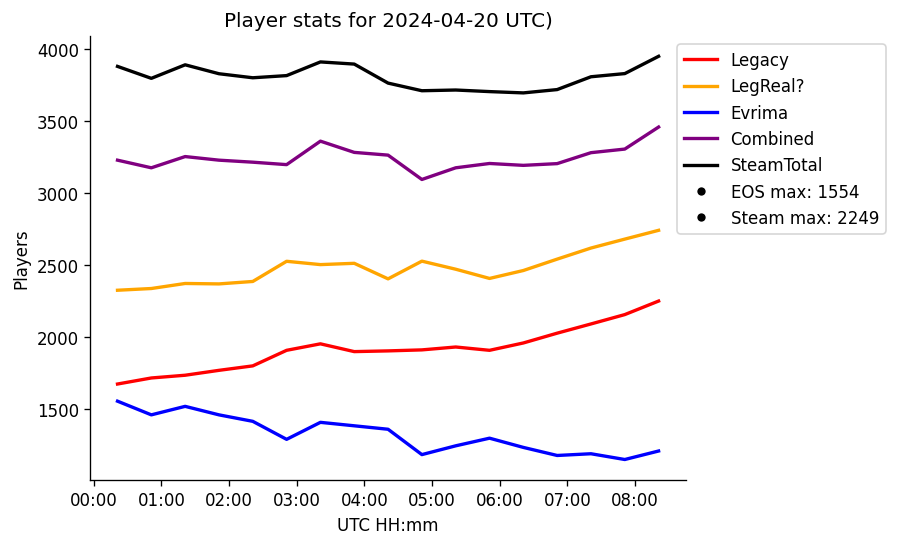 Player stats for 2024-04-20 UTC)
4000
3500
3000
2500
2000
1500
Players
00:00 01:00 02:00 03:00 04:00 05:00 06:00 07:00 08:00
UTC HH:mm
Legacy
LegReal?
Evrima
Combined
SteamTotal
EOS max: 1554
Steam max: 2249